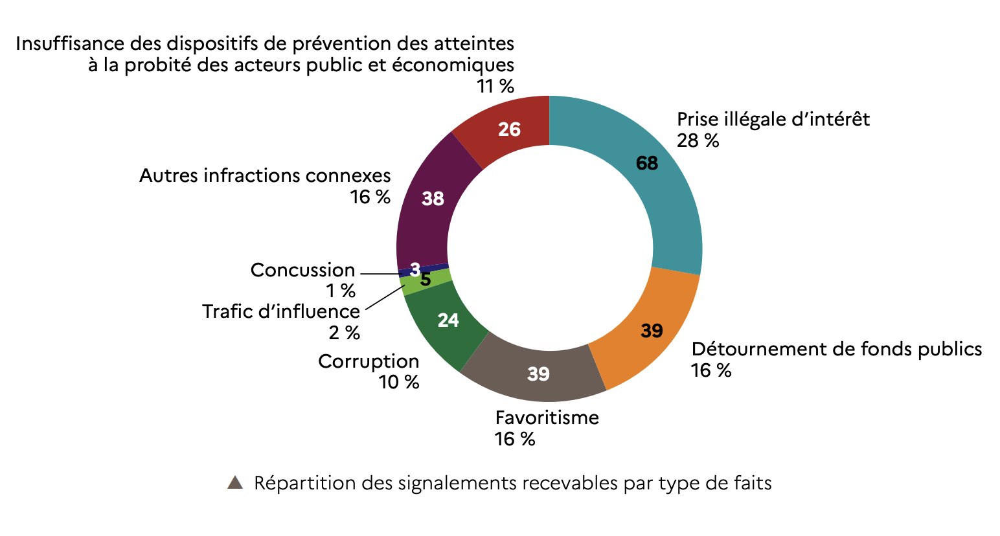 Insuffisance des dispositifs de prévention des atteintes
à la probité des acteurs public et économiques
11 %
26
Prise illégale d’intérêt
28 %
68
Autres infractions connexes
16 %
38
Concussion
1 %
3
Trafic d’influence
2 %
5
Corruption
10 %
24
39
Détournement de fonds publics
16 %
39
Favoritisme
16 %
▲ Répartition des signalements recevables par type de faits